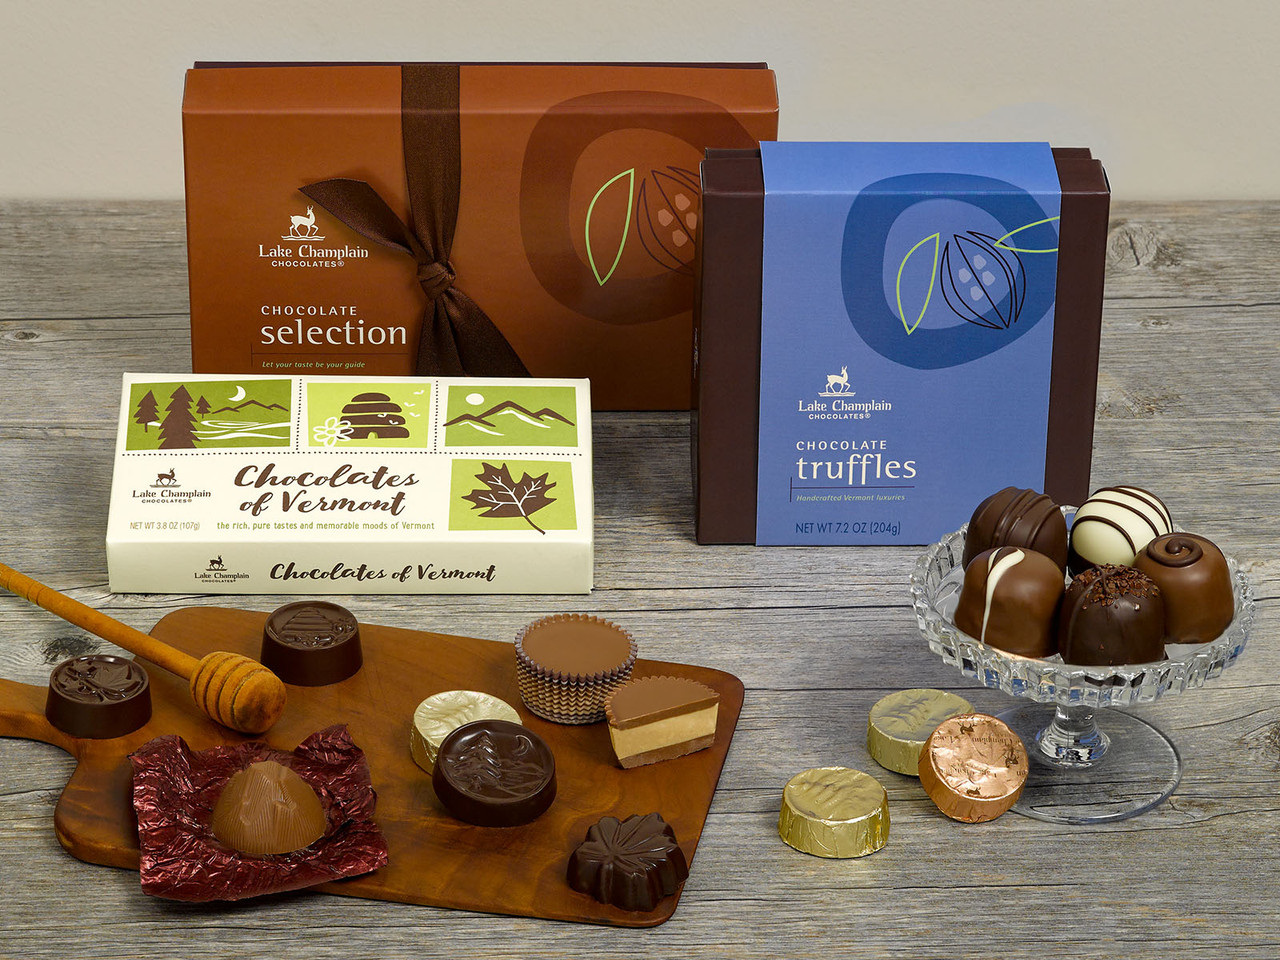 Lake Champlain
CHOCOLATES®
CHOCOLATE
selection
Let your taste be your guide
Lake Champlain
CHOCOLATES®
CHOCOLATE
truffles
Handcrafted Vermont luxuries
NET WT 7.2 OZ (204g)
Lake Champlain
CHOCOLATES®
Chocolates
of Vermont
NET WT 3.8 OZ (107g)
the rich, pure tastes and memorable moods of Vermont
Lake Champlain
CHOCOLATES®
Chocolates of Vermont